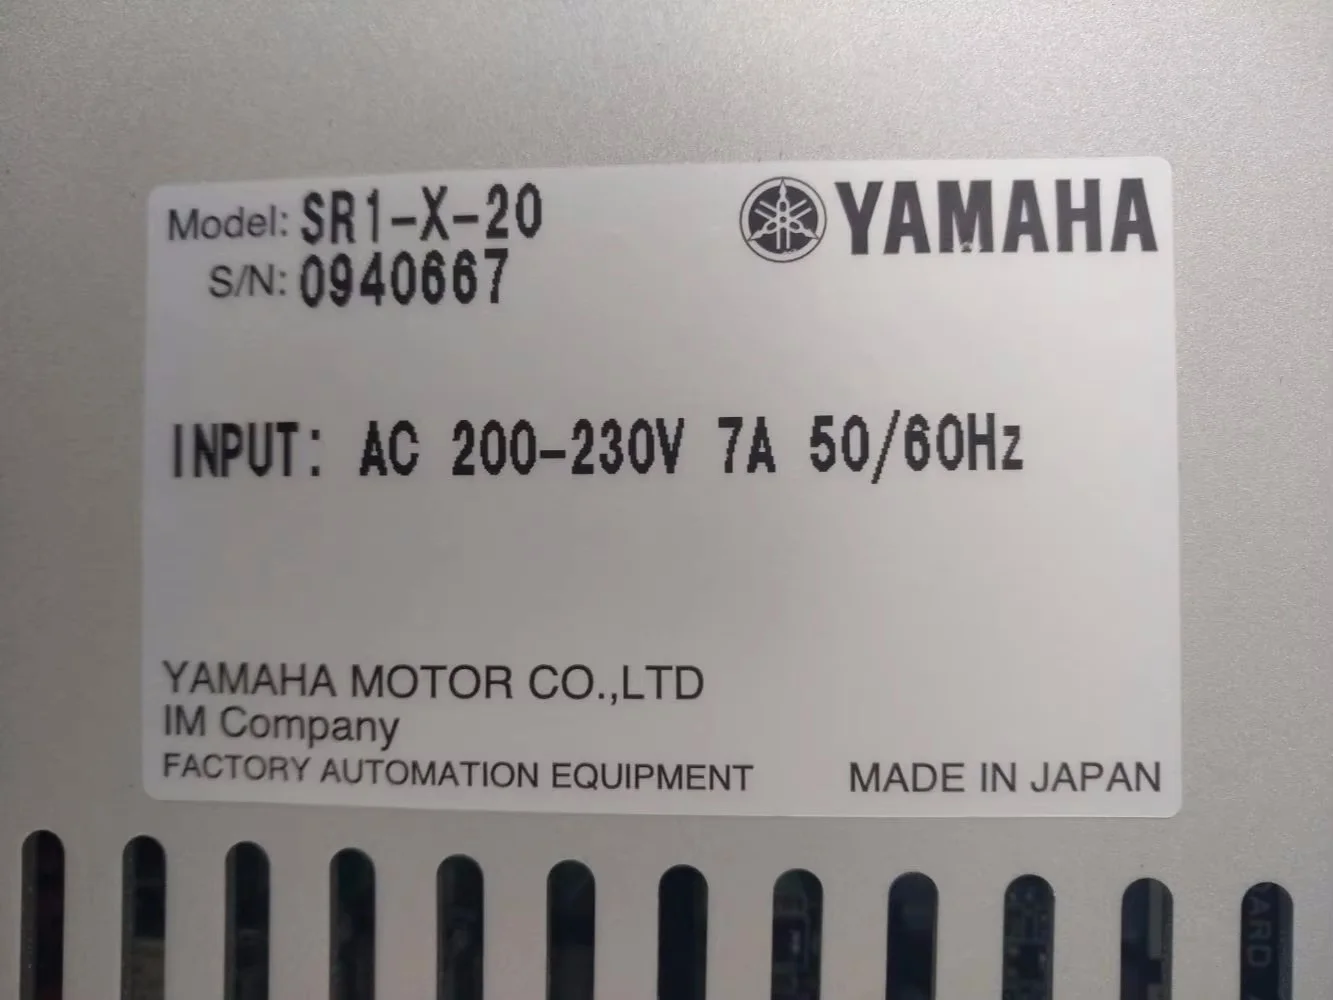 Model: SR1-X-20
YAMAHA
S/N: 0940667
INPUT: AC 200-230V 7A 50/60Hz
YAMAHA MOTOR CO.,LTD
IM Company
FACTORY AUTOMATION EQUIPMENT
MADE IN JAPAN
ARD